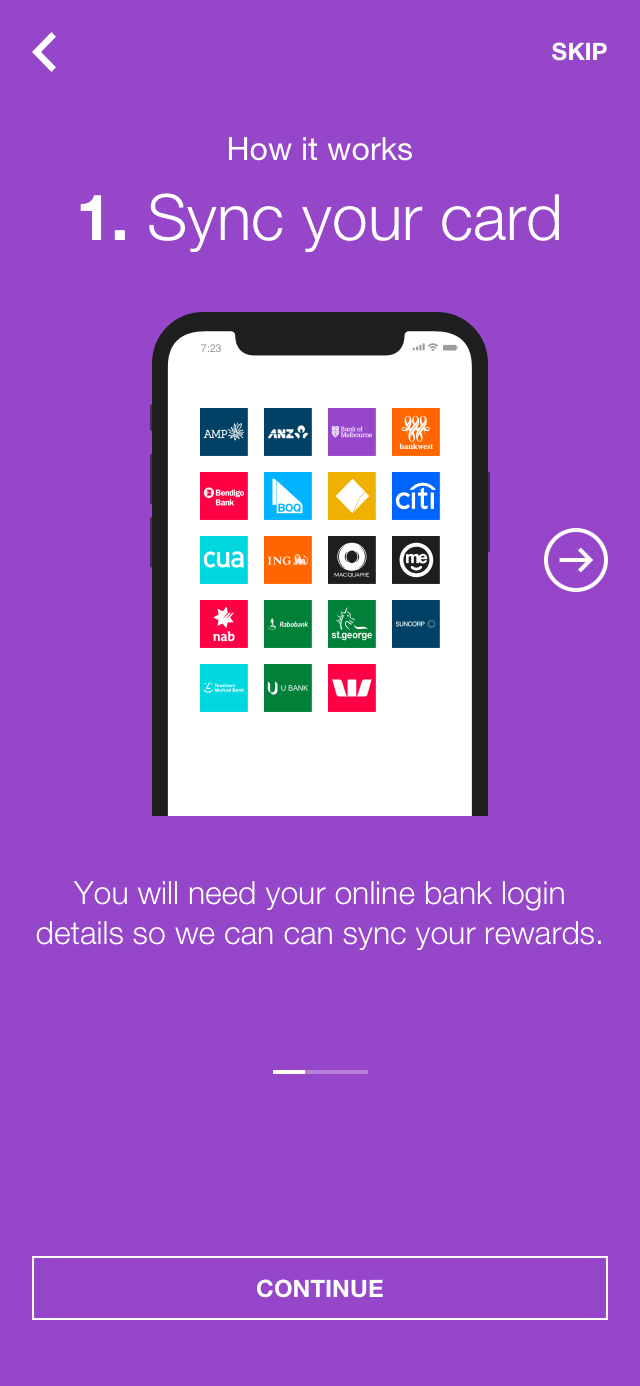 SKIP
How it works
1. Sync your card
7:23
AMP
ANZ
Bank of
Melbourne
bankwest
Bendigo
Bank
BOQ
citi
cua
ING
MACQUARIE
me
nab
Rabobank
st.george
SUNCORP
Teachers
Mutual Bank
U BANK
You will need your online bank login
details so we can can sync your rewards.
CONTINUE